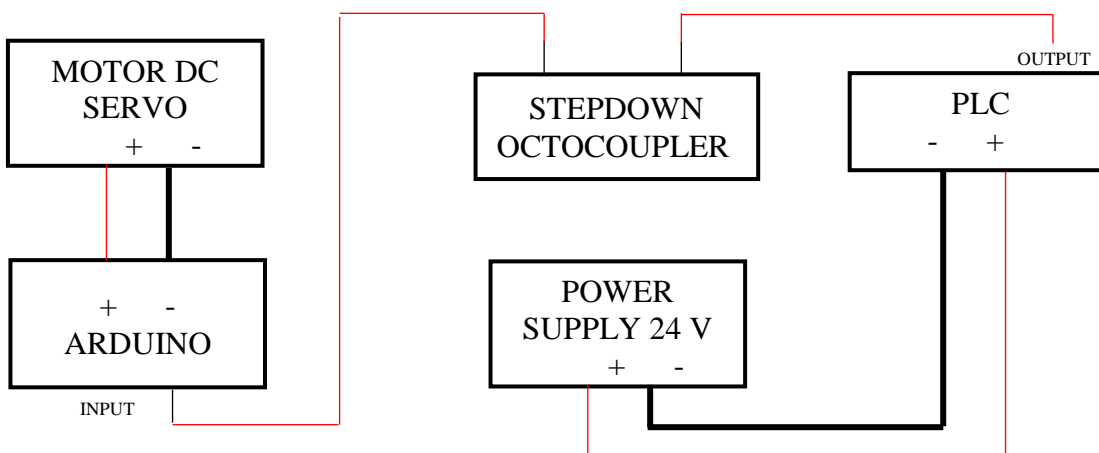 MOTOR DC
SERVO
+ -
+ -
ARDUINO
INPUT
STEPDOWN
OCTOCOUPLER
POWER
SUPPLY 24 V
+ -
OUTPUT
PLC
- +